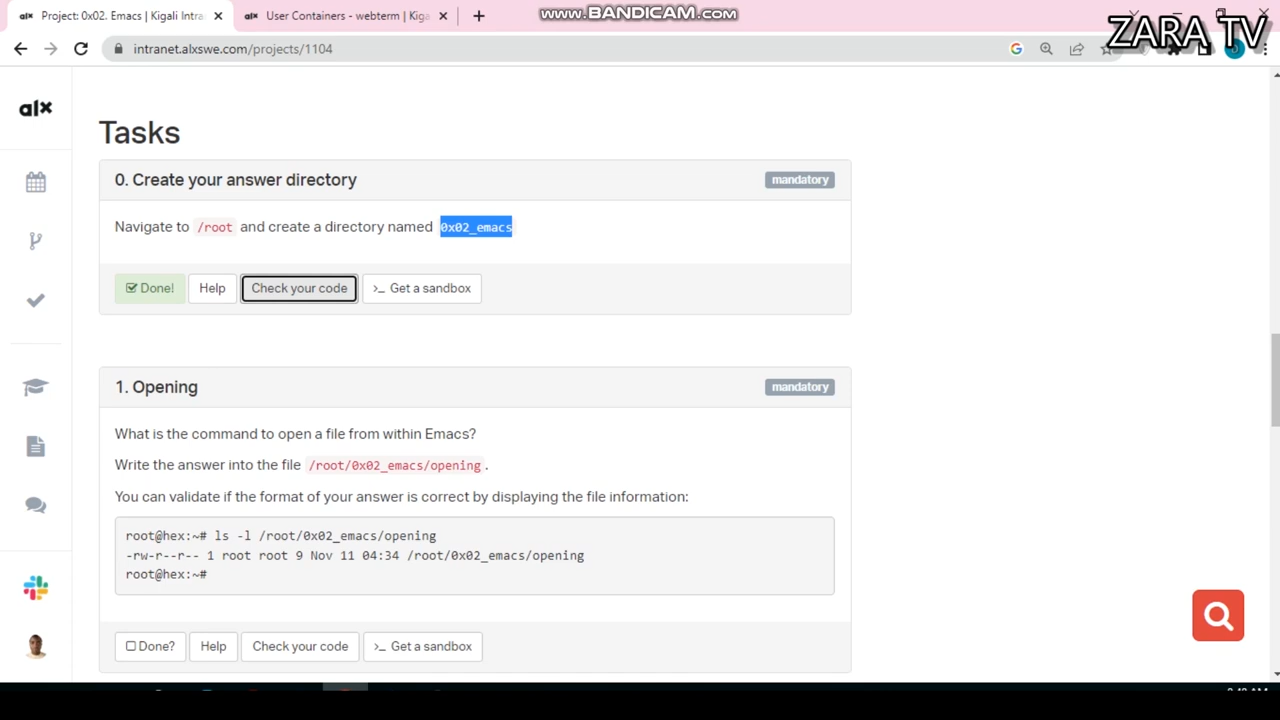 Project: 0x02. Emacs | Kigali Intra
User Containers - webterm | Kiga
www.BANDICAM.com
ZARA TV
intranet.alxswe.com/projects/1104
alx
Tasks
0. Create your answer directory
mandatory
Navigate to /root and create a directory named 0x02_emacs
Done!
Help
Check your code
>_ Get a sandbox
1. Opening
mandatory
What is the command to open a file from within Emacs?
Write the answer into the file /root/0x02_emacs/opening.
You can validate if the format of your answer is correct by displaying the file information:
root@hex:~# ls -l /root/0x02_emacs/opening
-rw-r--r-- 1 root root 9 Nov 11 04:34 /root/0x02_emacs/opening
root@hex:~#
Done?
Help
Check your code
>_ Get a sandbox